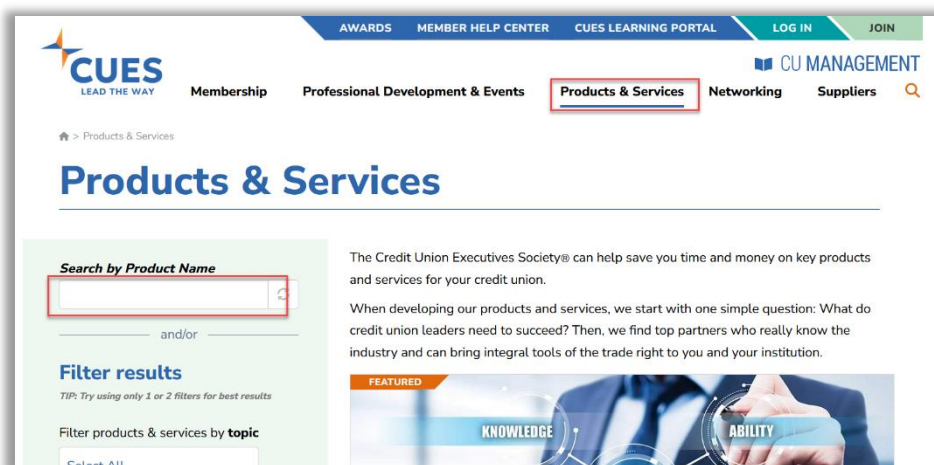 AWARDS MEMBER HELP CENTER CUES LEARNING PORTAL LOG IN JOIN
CUES
LEAD THE WAY
CU MANAGEMENT
Membership Professional Development & Events Products & Services Networking Suppliers
> Products & Services
Products & Services
Search by Product Name
and/or
Filter results
TIP: Try using only 1 or 2 filters for best results
Filter products & services by topic
Select All
The Credit Union Executives Society® can help save you time and money on key products
and services for your credit union.
When developing our products and services, we start with one simple question: What do
credit union leaders need to succeed? Then, we find top partners who really know the
industry and can bring integral tools of the trade right to you and your institution.
FEATURED
KNOWLEDGE
ABILITY